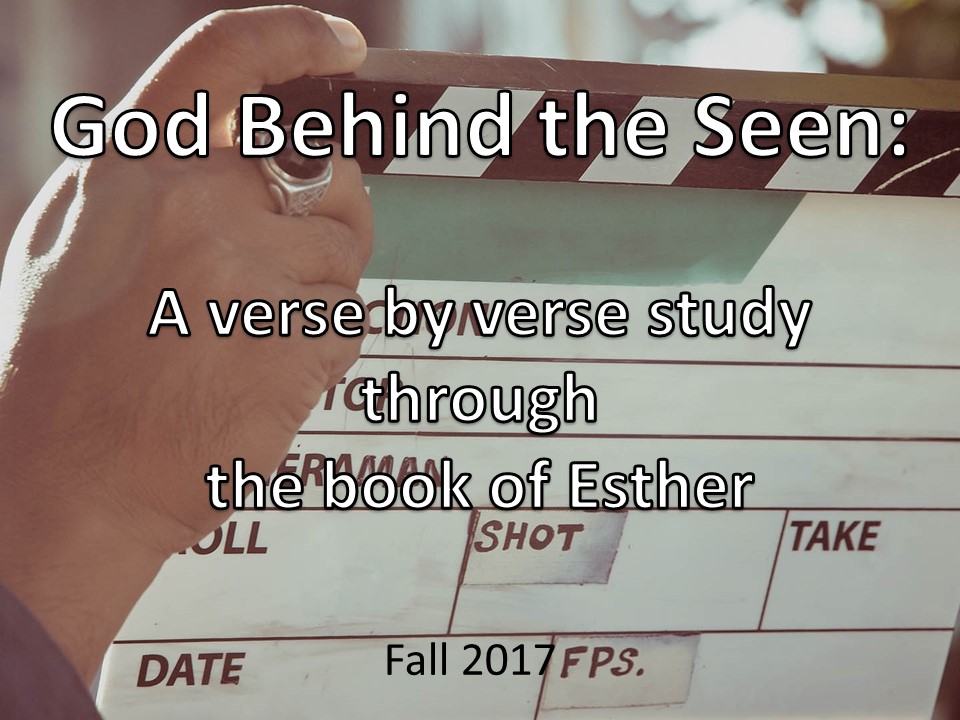 God Behind the Seen:
A verse by verse study
through
the book of Esther
SHOT
TAKE
Fall 2017
DATE
FPS.